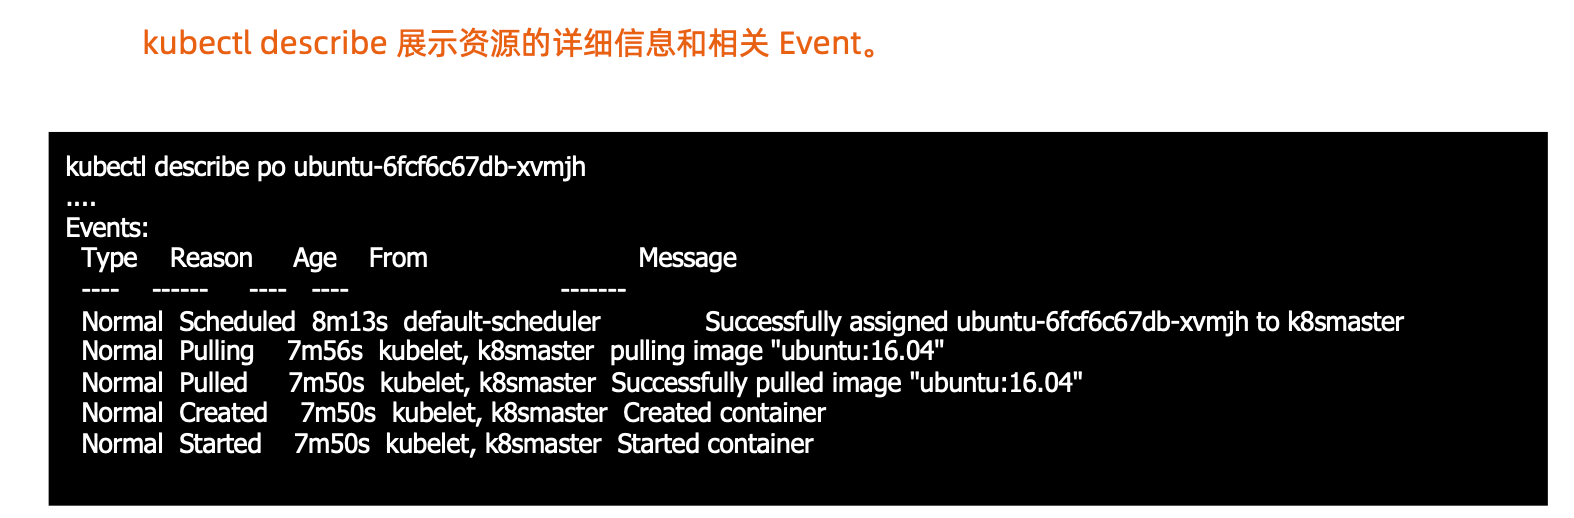 kubectl describe 展示资源的详细信息和相关 Event。
kubectl describe po ubuntu-6fcf6c67db-xvmjh
....
Events:
Type Reason Age From Message
---- ------ ---- ---- -------
Normal Scheduled 8m13s default-scheduler Successfully assigned ubuntu-6fcf6c67db-xvmjh to k8smaster
Normal Pulling 7m56s kubelet, k8smaster pulling image "ubuntu:16.04"
Normal Pulled 7m50s kubelet, k8smaster Successfully pulled image "ubuntu:16.04"
Normal Created 7m50s kubelet, k8smaster Created container
Normal Started 7m50s kubelet, k8smaster Started container